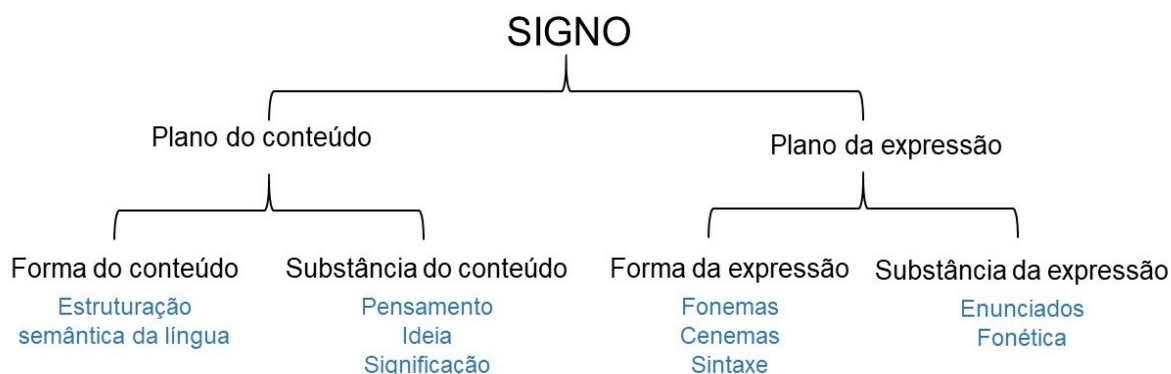 SIGNO
Plano do conteúdo
Plano da expressão
Forma do conteúdo
Estruturação
semântica da língua
Substância do conteúdo
Pensamento
Ideia
Significação
Forma da expressão
Fonemas
Cenemas
Sintaxe
Substância da expressão
Enunciados
Fonética